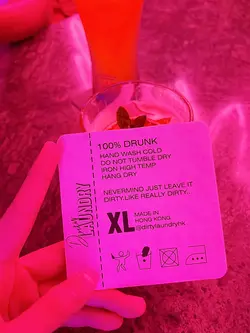 Dirty
LAUNDRY
100% DRUNK
HAND WASH COLD
DO NOT TUMBLE DRY
IRON HIGH TEMP
HANG DRY
NEVERMIND JUST LEAVE IT
DIRTY.LIKE REALLY DIRTY...
XL
MADE IN
HONG KONG
@dirtylaundryhk